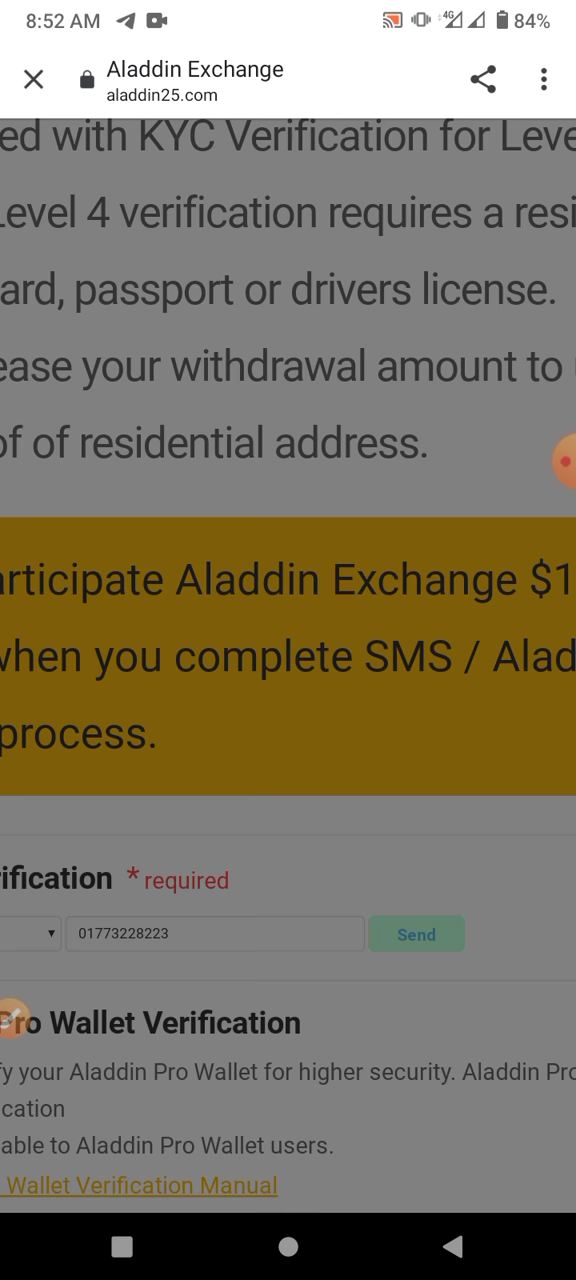 8:52 AM 4G 84%
Aladdin Exchange
aladdin25.com
ed with KYC Verification for Leve
Level 4 verification requires a resi
ard, passport or drivers license.
ease your withdrawal amount to
of of residential address.
articipate Aladdin Exchange $1
when you complete SMS / Alad
process.
rification * required
01773228223 Send
Pro Wallet Verification
fy your Aladdin Pro Wallet for higher security. Aladdin Pro
cation
able to Aladdin Pro Wallet users.
Wallet Verification Manual